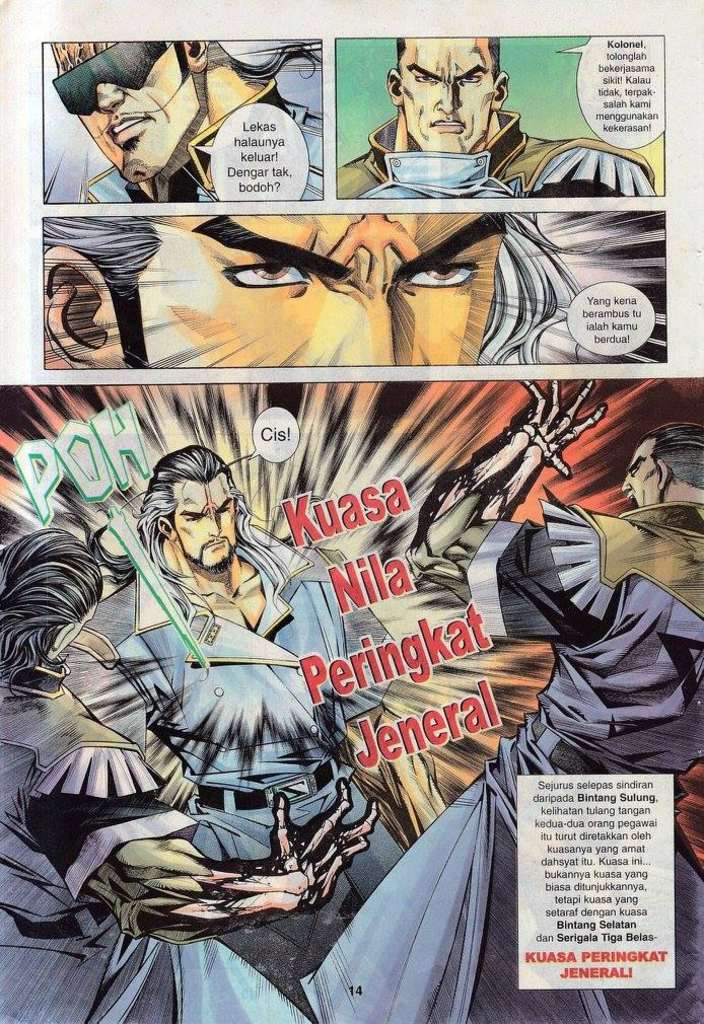 Lekas
halaunya
keluar!
Dengar tak,
bodoh?
Kolonel,
tolonglah
bekerjasama
sikit! Kalau
tidak, terpak-
salah kami
menggunakan
kekerasan!
Yang kena
berambus tu
ialah kamu
berdua!
POH
Cis!
Kuasa
Nila
Peringkat
Jeneral
Sejurus selepas sindiran
daripada Bintang Sulung,
kelihatan tulang tangan
kedua-dua orang pegawai
itu turut diretakkan oleh
kuasanya yang amat
dahsyat itu. Kuasa ini...
bukannya kuasa yang
biasa ditunjukkannya,
tetapi kuasa yang
setaraf dengan kuasa
Bintang Selatan
dan Serigala Tiga Belas-
KUASA PERINGKAT
JENERAL!
14